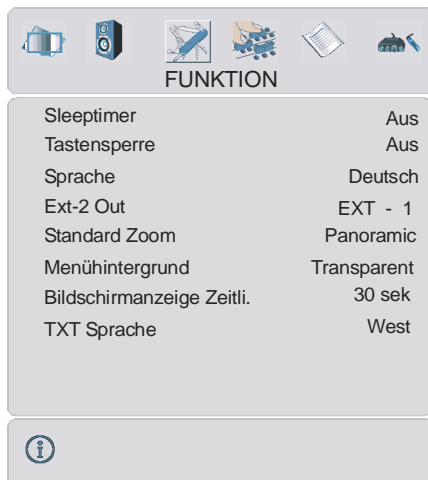 FUNKTION
Sleeptimer Aus
Tastensperre Aus
Sprache Deutsch
Ext-2 Out EXT - 1
Standard Zoom Panoramic
Menühintergrund Transparent
Bildschirmanzeige Zeitli. 30 sek
TXT Sprache West